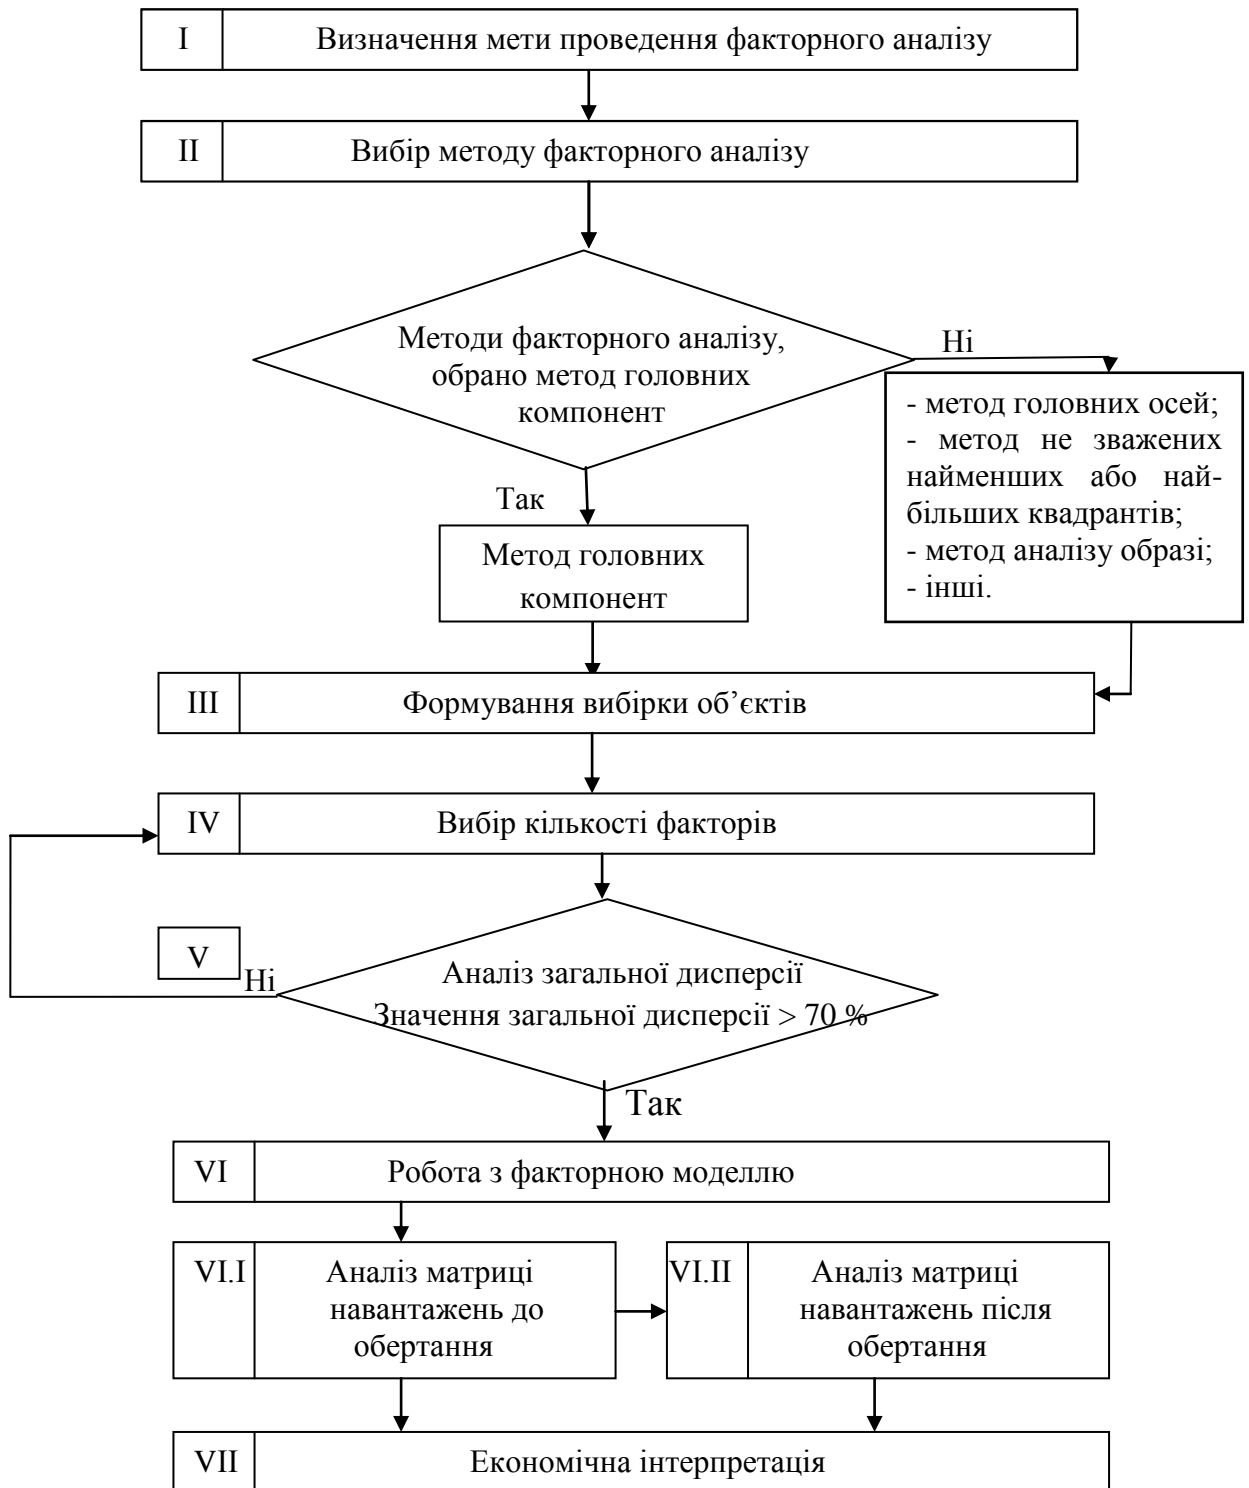 I Визначення мети проведення факторного аналізу
II Вибір методу факторного аналізу
Методи факторного аналізу,
обрано метод головних
компонент
Ні
- метод головних осей;
- метод не зважених
найменших або най-
більших квадрантів;
- метод аналізу образі;
- інші.
Так
Метод головних
компонент
III Формування вибірки об’єктів
IV Вибір кількості факторів
V
Ні
Аналіз загальної дисперсії
Значення загальної дисперсії > 70 %
Так
VI Робота з факторною моделлю
VI.I Аналіз матриці
навантажень до
обертання
VI.II Аналіз матриці
навантажень після
обертання
VII Економічна інтерпретація